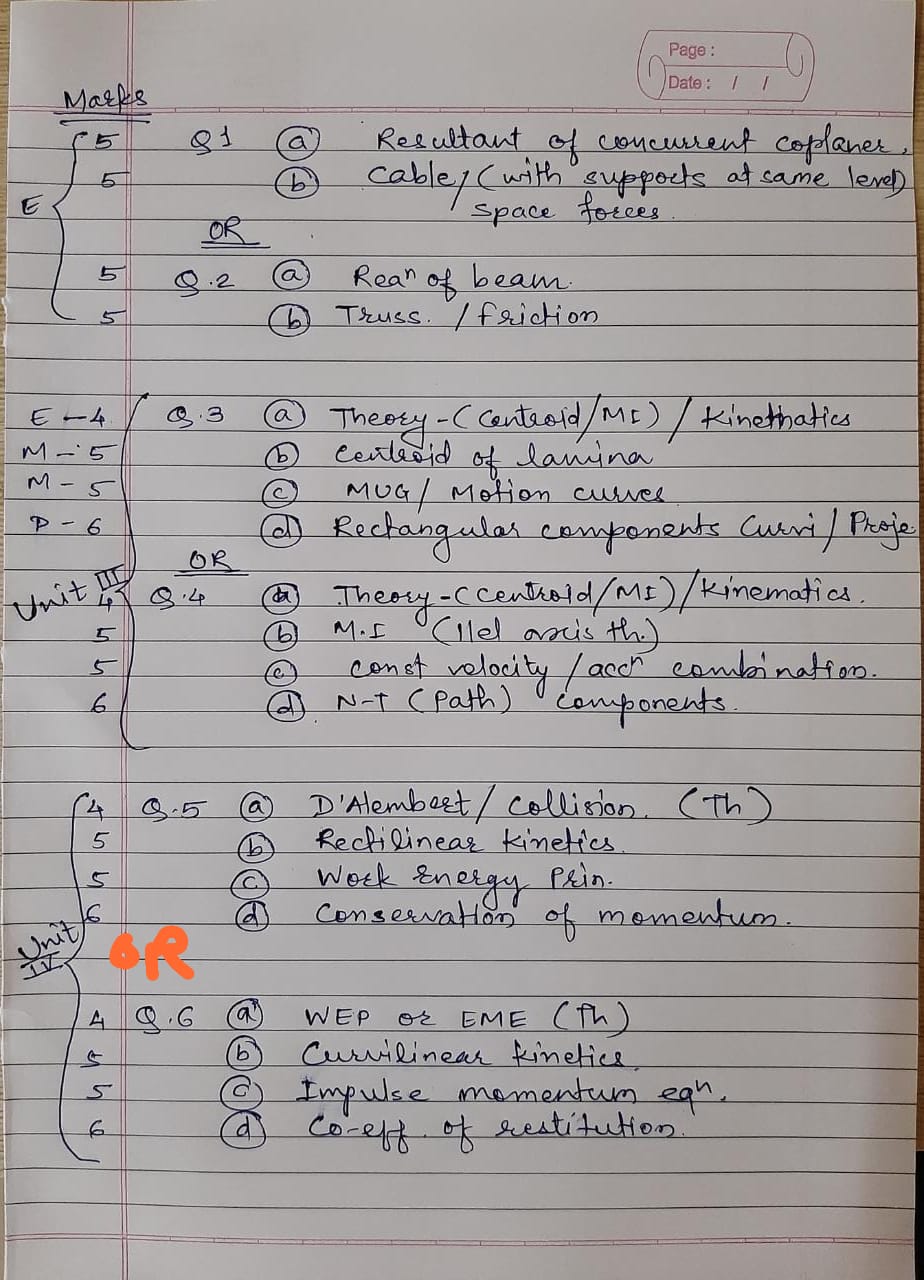 Page :
Date : / /
Marks
5 Q1 (a) Resultant of concurrent coplaner,
5 (b) Cable/(with supports at same level)
E
space forces.
OR
5 Q.2 (a) Reaⁿ of beam.
5 (b) Truss. / friction
E - 4 Q.3 (a) Theory - (Centroid/MI) / Kinethatics
M - 5 (b) Centroid of lamina
M - 5 (c) MUG / Motion curves
D - 6 (d) Rectangular components Curvi / Proje
OR
Unit III
4 Q.4 (a) Theory - (Centroid/MI)/Kinematics.
5 (b) M.I (llel axis th.)
5 (c) const velocity / accⁿ combination.
6 (d) N-T (Path) components.
4 Q.5 (a) D'Alembert / Collision. (Th)
5 (b) Rectilinear Kinetics.
5 (c) Work Energy Prin.
6 (d) Conservation of momentum.
Unit IV
OR
4 Q.6 (a) WEP or EME (Th)
5 (b) Curvilinear kinetics
5 (c) Impulse momentum eqⁿ.
6 (d) Co-eff. of restitution.